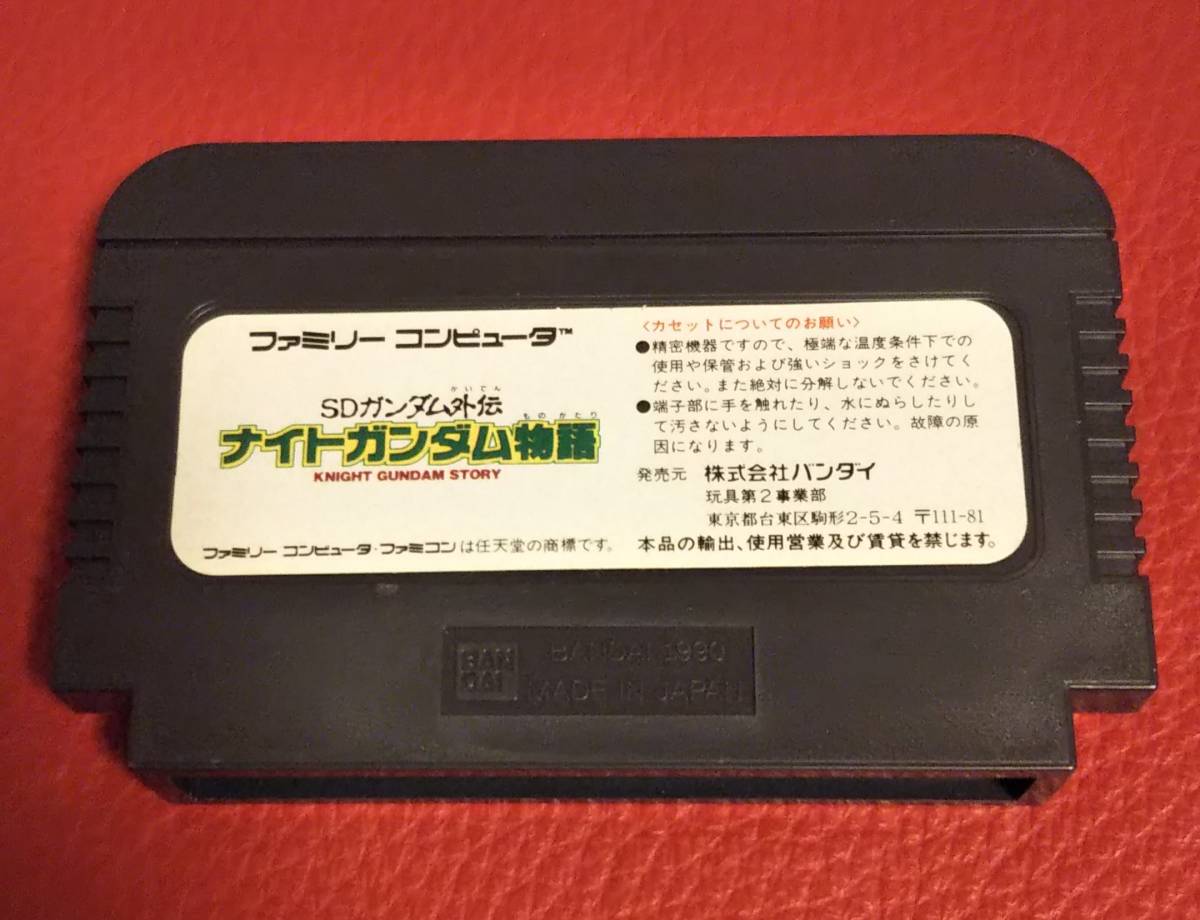 ファミリー コンピュータ™
かいでん
SDガンダム外伝
もの がたり
ナイトガンダム物語
KNIGHT GUNDAM STORY
ファミリー コンピュータ・ファミコンは任天堂の商標です。
〈カセットについてのお願い〉
●精密機器ですので、極端な温度条件下での
使用や保管および強いショックをさけてく
ださい。また絶対に分解しないでください。
●端子部に手を触れたり、水にぬらしたりし
て汚さないようにしてください。故障の原
因になります。
発売元 株式会社バンダイ
玩具第2事業部
東京都台東区駒形2-5-4 〒111-81
本品の輸出、使用営業及び賃貸を禁じます。
BAN
DAI
BANDAI 1990
MADE IN JAPAN